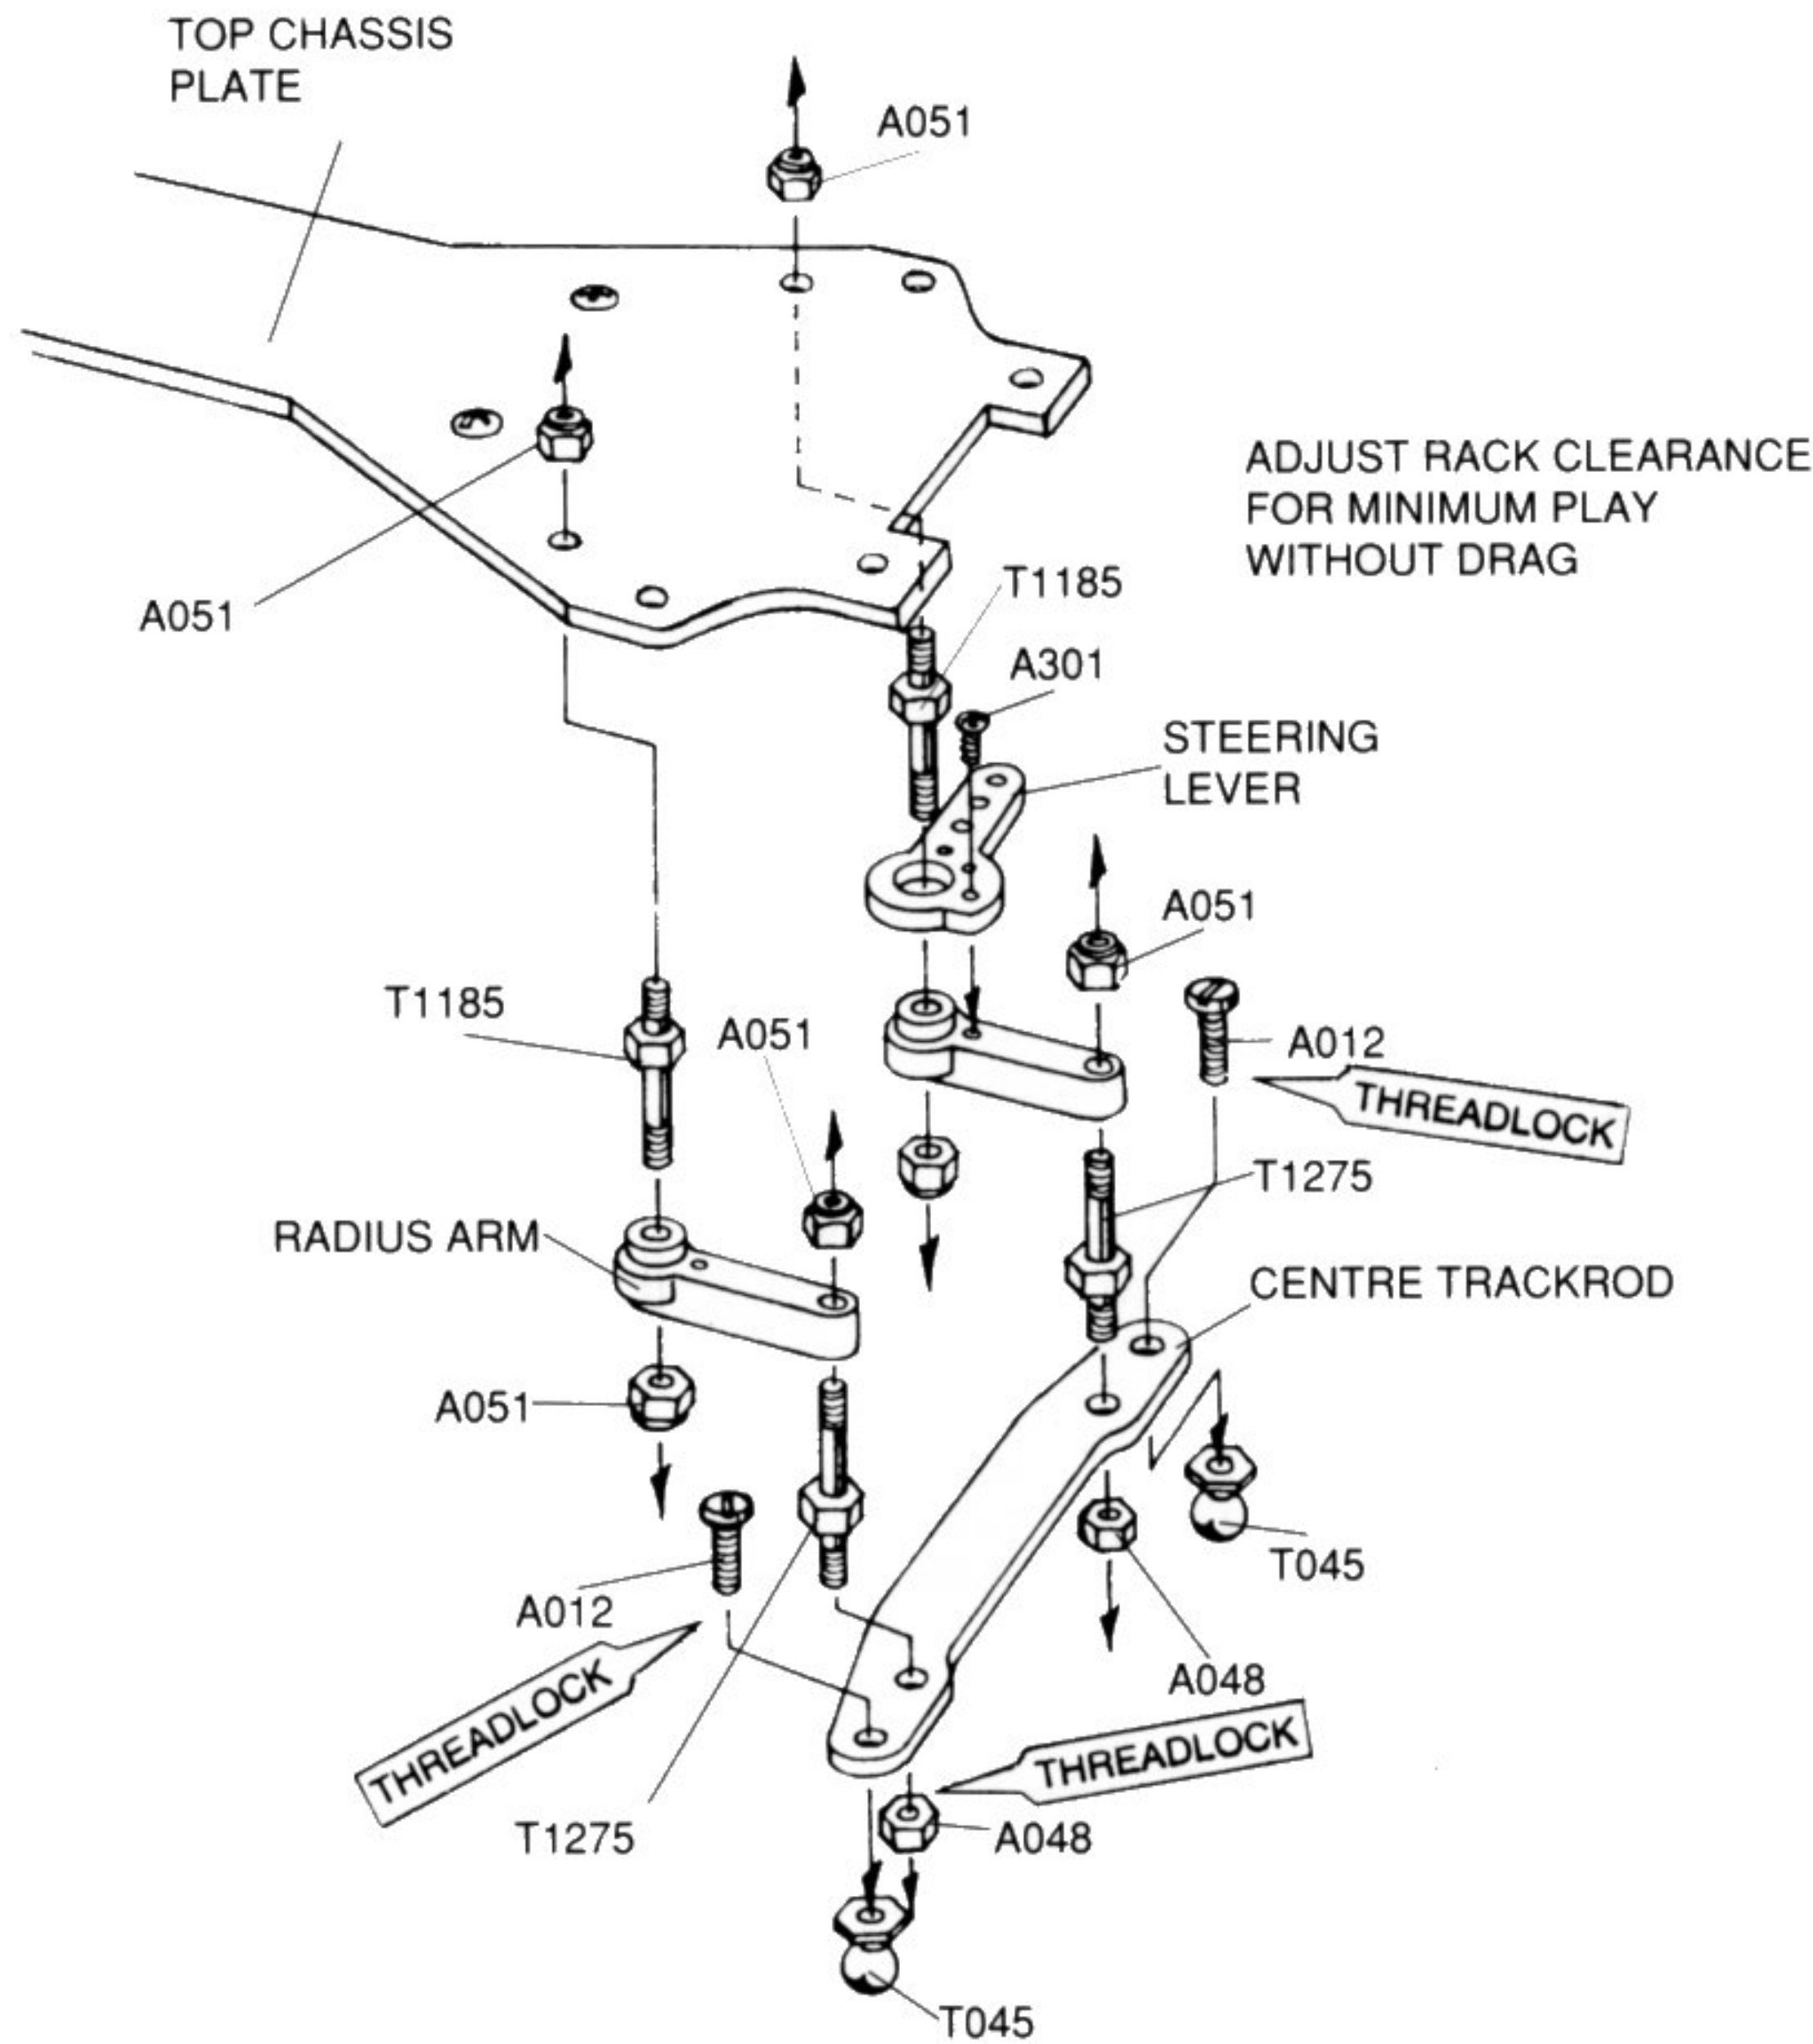 TOP CHASSIS
PLATE
A051
ADJUST RACK CLEARANCE
FOR MINIMUM PLAY
WITHOUT DRAG
A051
T1185
A301
STEERING
LEVER
A051
T1185
A051
A012
THREADLOCK
T1275
RADIUS ARM
CENTRE TRACKROD
A051
T045
A012
A048
THREADLOCK
THREADLOCK
T1275
A048
T045